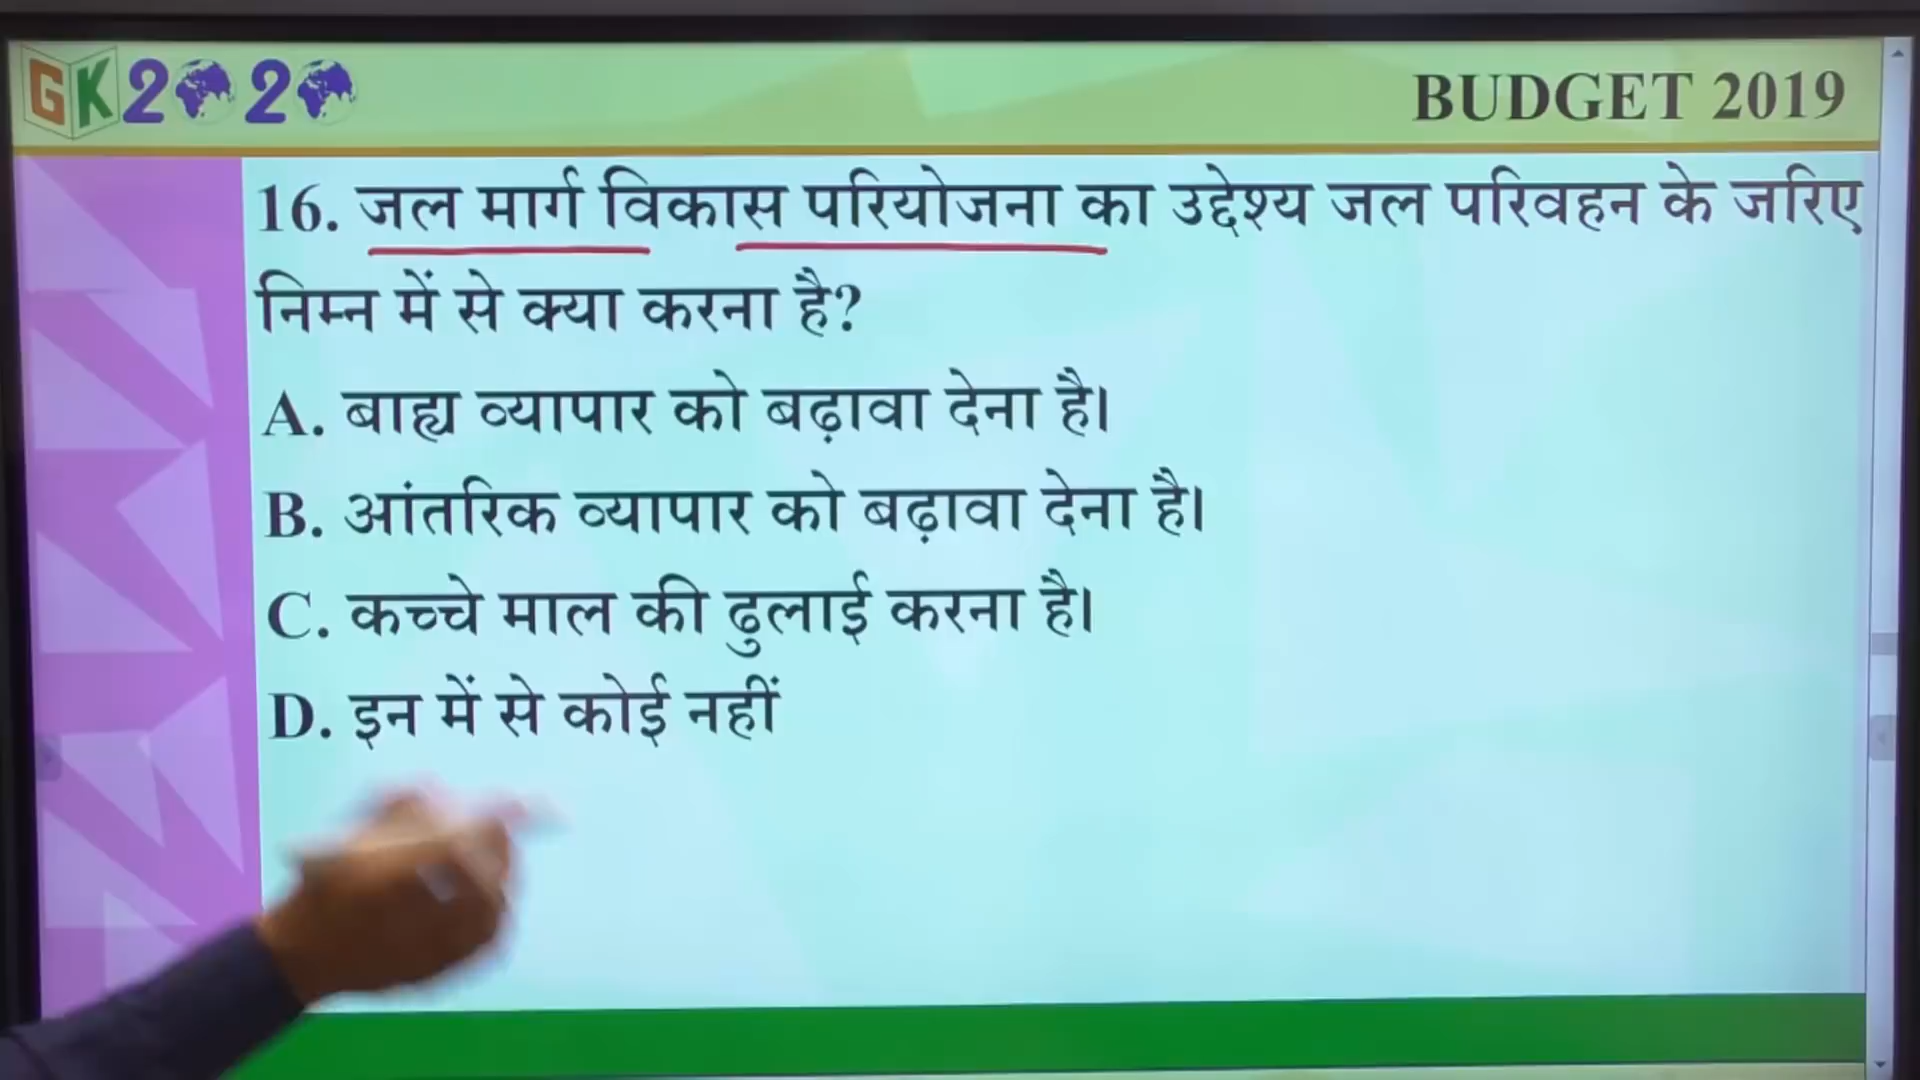 GK2020
BUDGET 2019
16. जल मार्ग विकास परियोजना का उद्देश्य जल परिवहन के जरिए
निम्न में से क्या करना है?
A. बाह्य व्यापार को बढ़ावा देना है।
B. आंतरिक व्यापार को बढ़ावा देना है।
C. कच्चे माल की ढुलाई करना है।
D. इन में से कोई नहीं